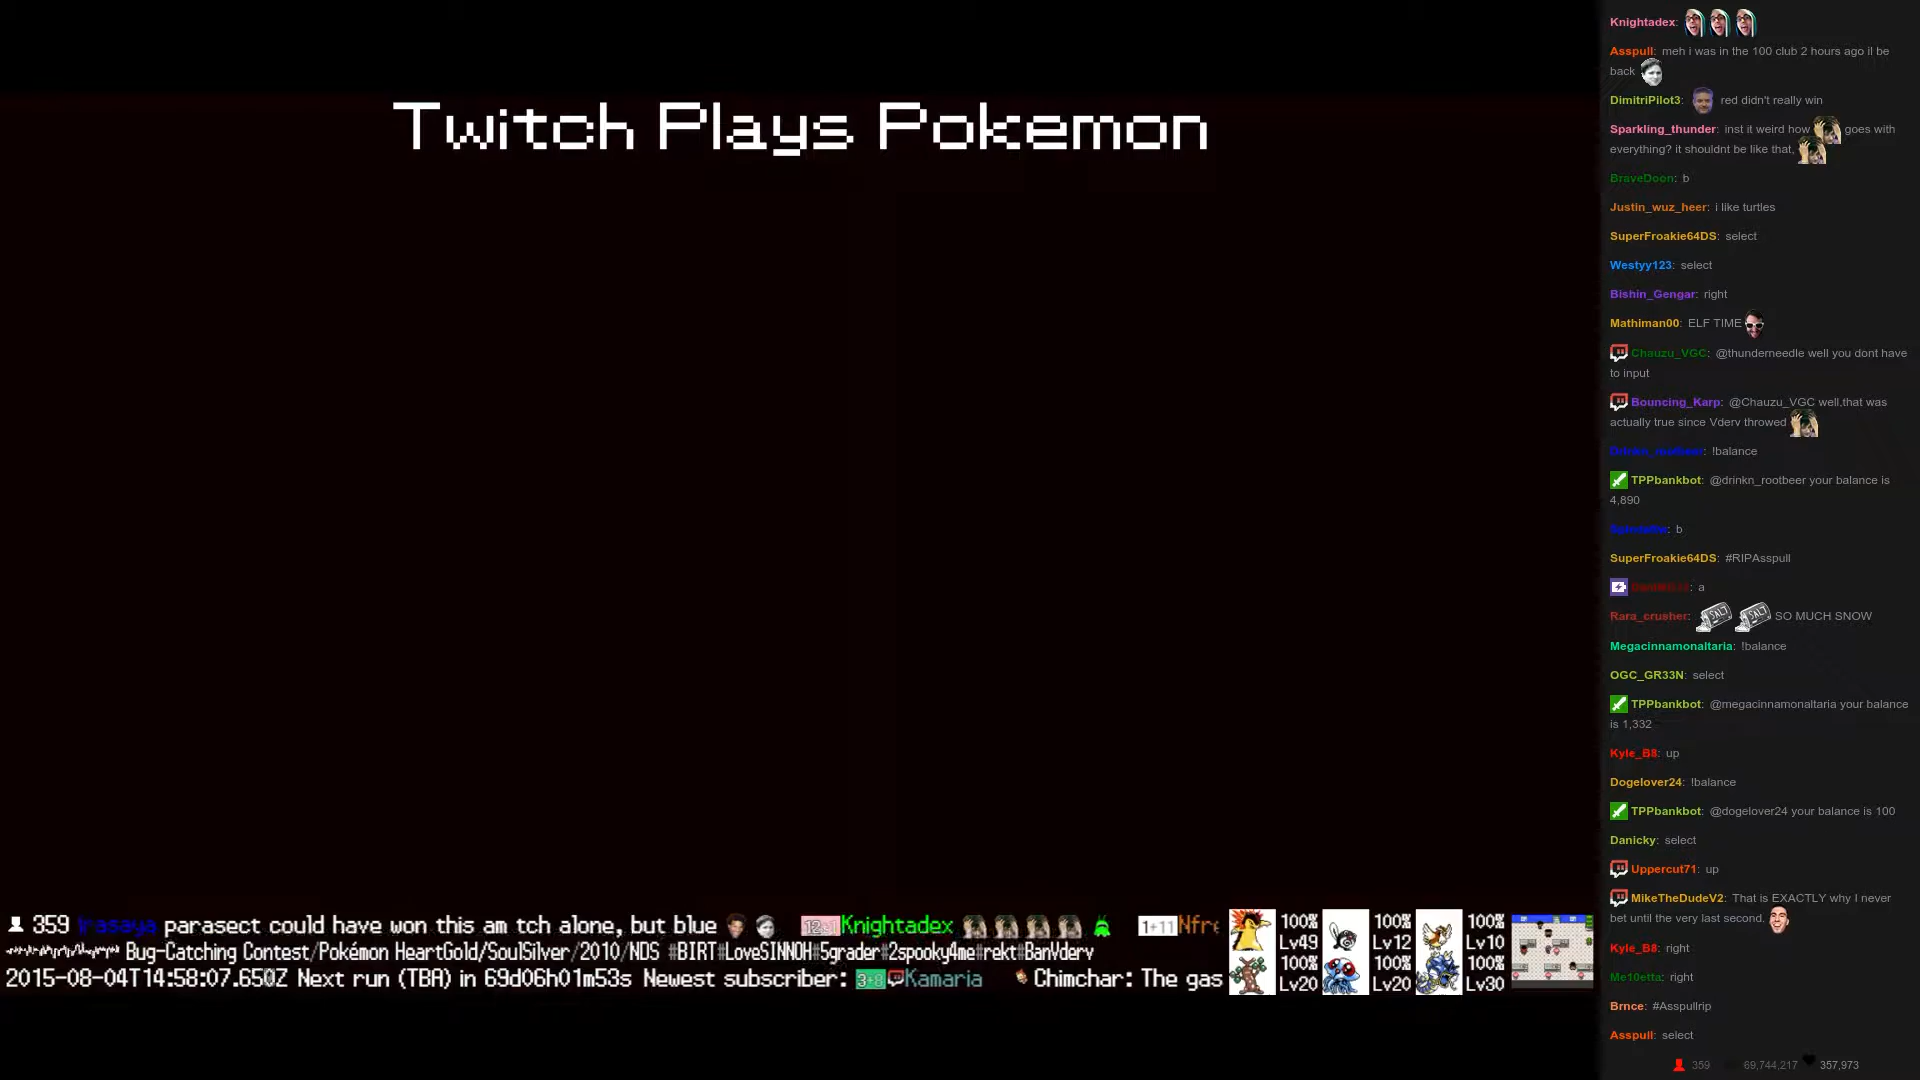 Twitch Plays Pokemon
359 Irasaya parasect could have won this am tch alone, but blue
Knightadex
1+11 Nfr
Bug-Catching Contest/Pokémon HeartGold/SoulSilver/2010/NDS #BIRT#LoveSINNOH#5grader#2spooky4me#rekt#BanVderv
2015-08-04T14:58:07.650Z Next run (TBA) in 69d06h01m53s Newest subscriber: 3+8 Kamaria Chimchar: The gas
100% 100% 100%
Lv49 Lv12 Lv10
100% 100% 100%
Lv20 Lv20 Lv30
Knightadex:
Asspull: meh i was in the 100 club 2 hours ago il be
back
DimitriPilot3: red didn't really win
Sparkling_thunder: inst it weird how goes with
everything? it shouldnt be like that,
BraveDoon: b
Justin_wuz_heer: i like turtles
SuperFroakie64DS: select
Westyy123: select
Bishin_Gengar: right
Mathiman00: ELF TIME
Chauzu_VGC: @thunderneedle well you dont have
to input
Bouncing_Karp: @Chauzu_VGC well,that was
actually true since Vderv throwed
Drinkn_rootbeer: !balance
TPPbankbot: @drinkn_rootbeer your balance is
4,890
: b
SuperFroakie64DS: #RIPAsspull
: a
Rara_crusher: SALT SALT SO MUCH SNOW
Megacinnamonaltaria: !balance
OGC_GR33N: select
TPPbankbot: @megacinnamonaltaria your balance
is 1,332
Kyle_B8: up
Dogelover24: !balance
TPPbankbot: @dogelover24 your balance is 100
Danicky: select
Uppercut71: up
MikeTheDudeV2: That is EXACTLY why I never
bet until the very last second.
Kyle_B8: right
Me10etta: right
Brnce: #Asspullrip
Asspull: select
359 69,744,217 357,973